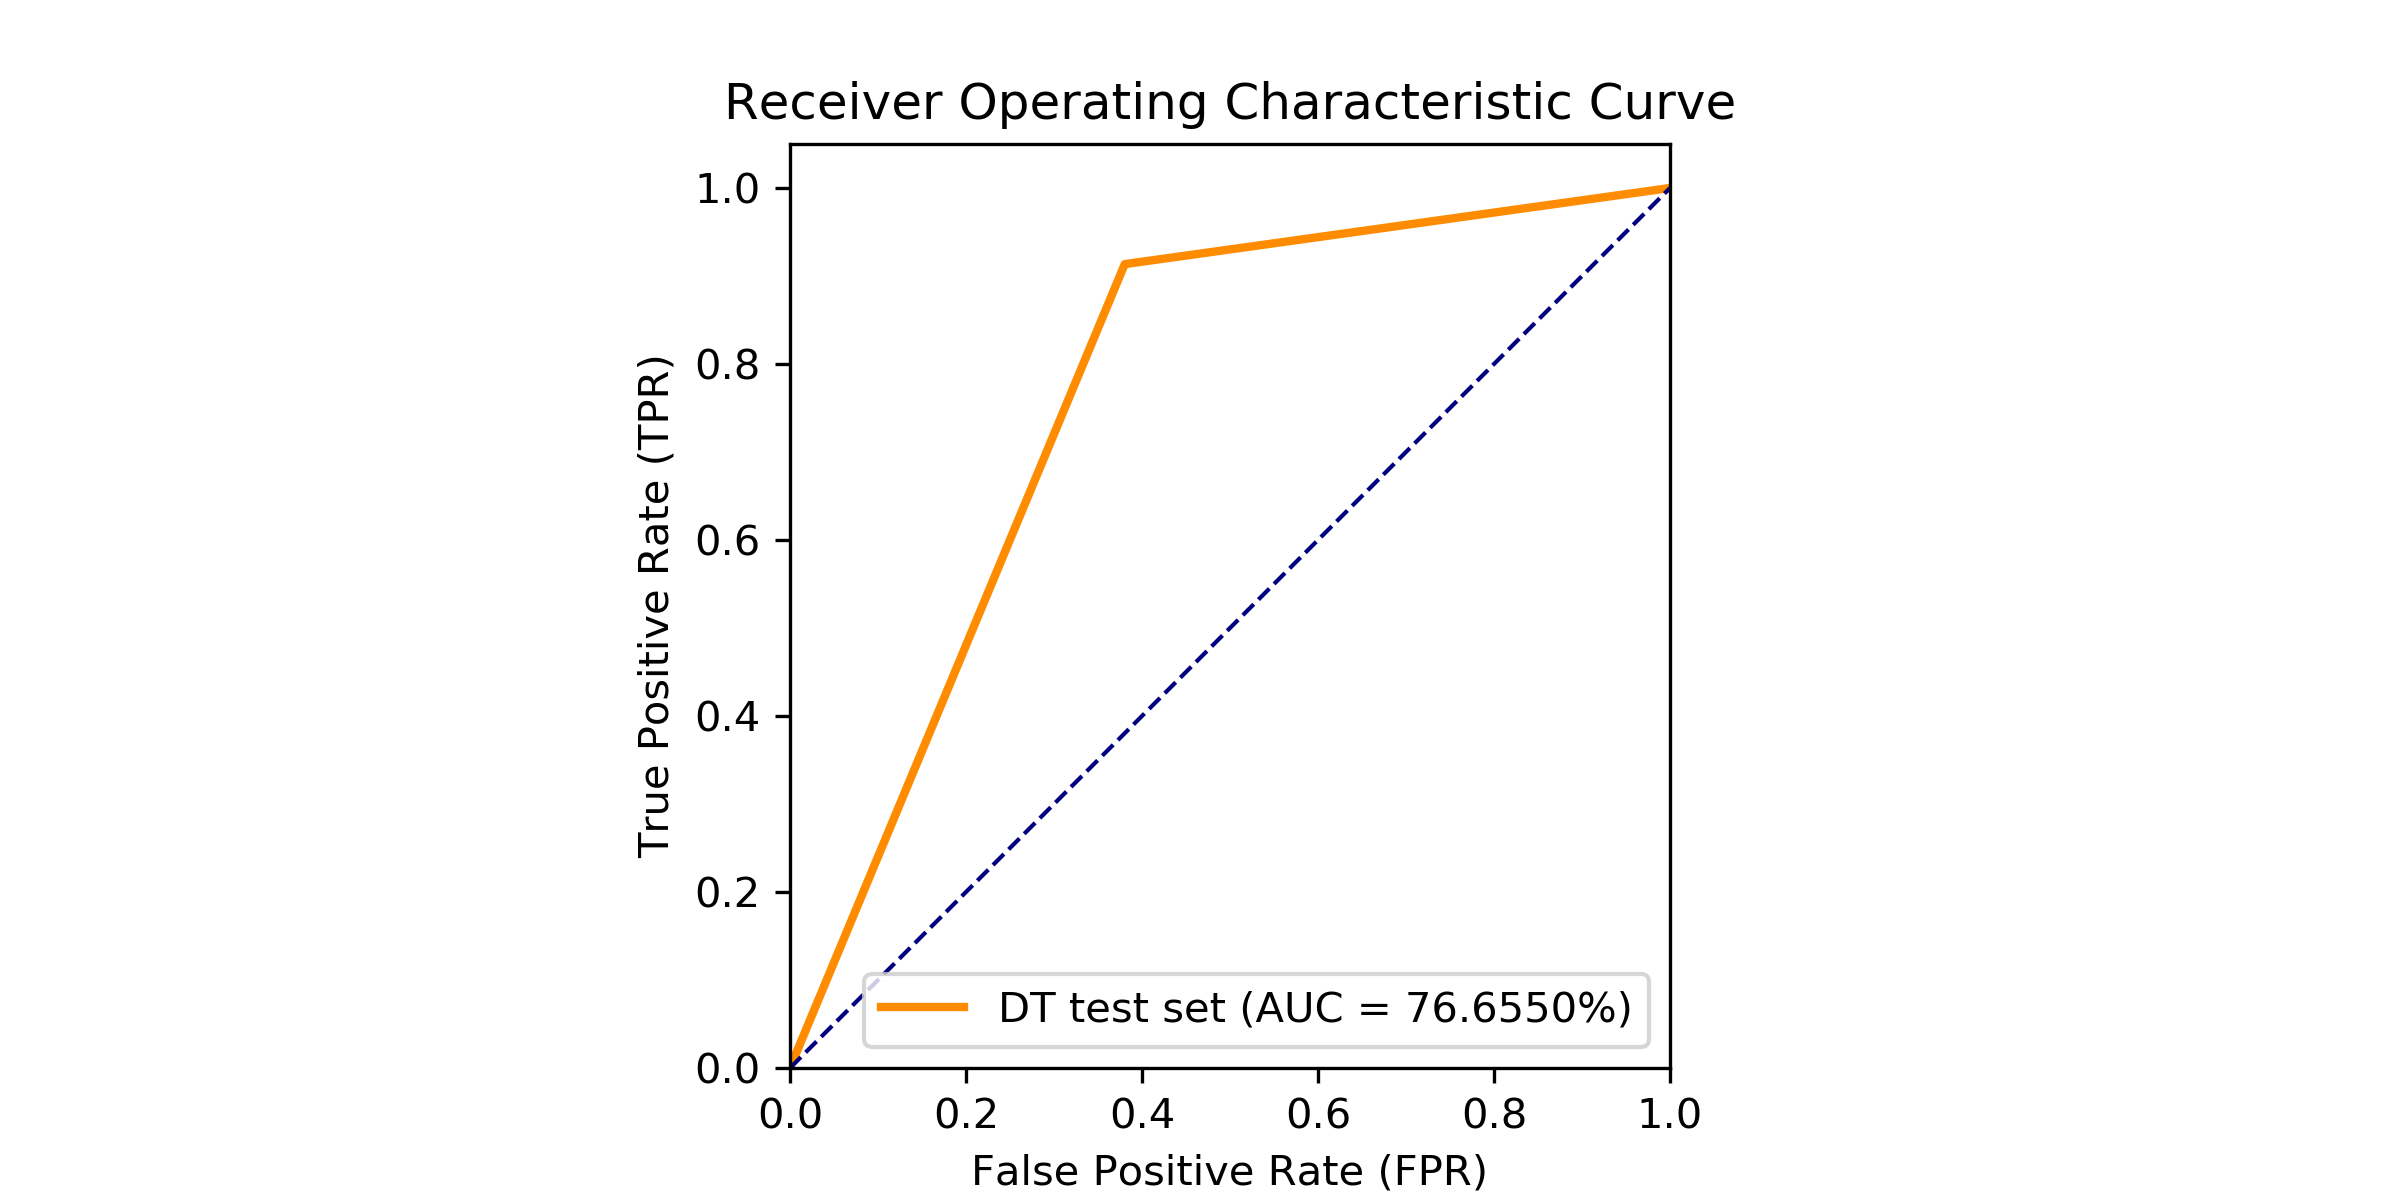 Receiver Operating Characteristic Curve
1.0
0.8
0.6
0.4
0.2
0.0
True Positive Rate (TPR)
DT test set (AUC = 76.6550%)
0.0 0.2 0.4 0.6 0.8 1.0
False Positive Rate (FPR)